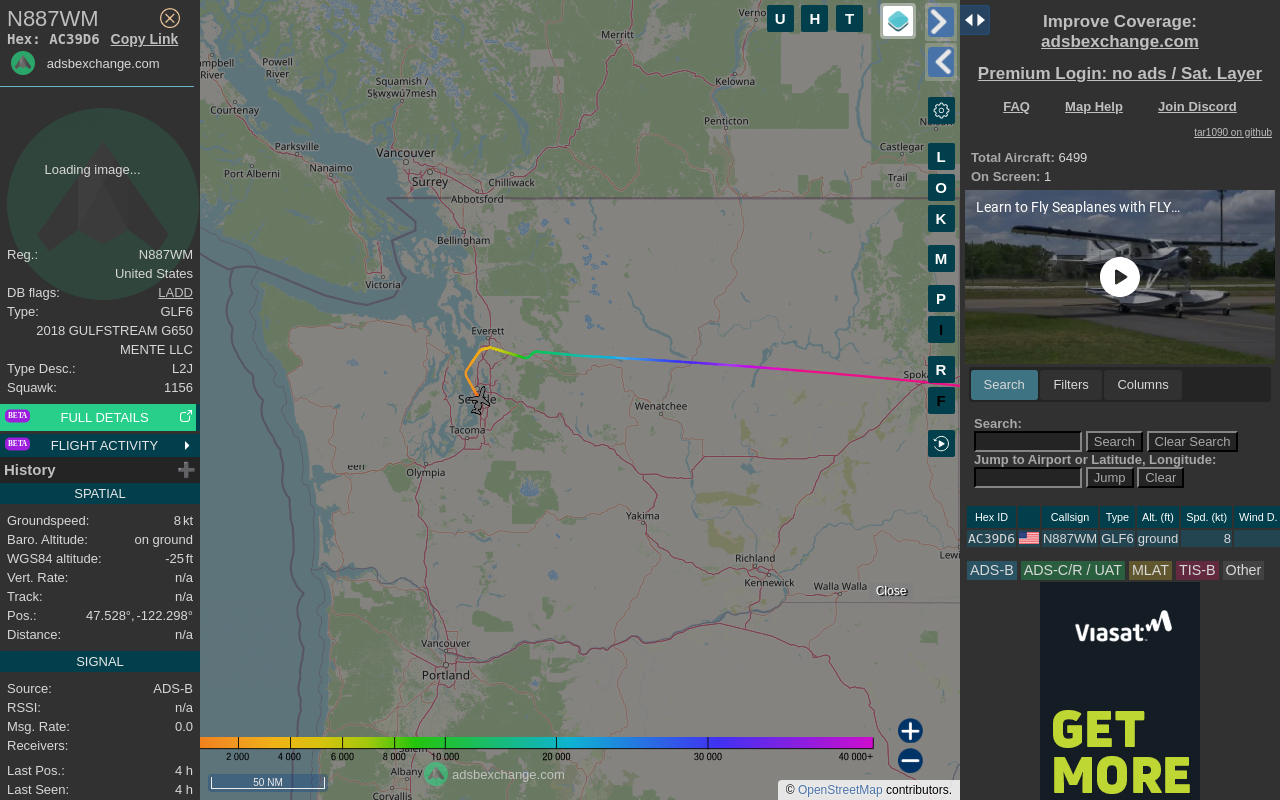 N887WM
Hex: AC39D6 Copy Link
adsbexchange.com
Loading image...
Reg.: N887WM
United States
DB flags: LADD
Type: GLF6
2018 GULFSTREAM G650
MENTE LLC
Type Desc.: L2J
Squawk: 1156
BETA FULL DETAILS
BETA FLIGHT ACTIVITY
History
SPATIAL
Groundspeed: 8 kt
Baro. Altitude: on ground
WGS84 altitude: -25 ft
Vert. Rate: n/a
Track: n/a
Pos.: 47.528°, -122.298°
Distance: n/a
SIGNAL
Source: ADS-B
RSSI: n/a
Msg. Rate: 0.0
Receivers:
Last Pos.: 4 h
Last Seen: 4 h
Merritt
Powell
River
River
Squamish /
Sḵwx̱wú7mesh
Kelowna
Courtenay
Penticton
Parksville
Vancouver
Nanaimo
Port Alberni
Surrey
Chilliwack
Abbotsford
Castlegar
Trail
Bellingham
Victoria
Everett
Wenatchee
Tacoma
Olympia
Yakima
Richland
Kennewick
Walla Walla
Close
Vancouver
Portland
Albany
Corvallis
U H T
L
O
K
M
P
I
R
F
2 000 4 000 6 000 8 000 10 000 20 000 30 000 40 000+
adsbexchange.com
50 NM
© OpenStreetMap contributors.
Improve Coverage:
adsbexchange.com
Premium Login: no ads / Sat. Layer
FAQ Map Help Join Discord
tar1090 on github
Total Aircraft: 6499
On Screen: 1
Learn to Fly Seaplanes with FLY...
Search Filters Columns
Search:
Search Clear Search
Jump to Airport or Latitude, Longitude:
Jump Clear
Hex ID Callsign Type Alt. (ft) Spd. (kt) Wind D.
AC39D6 N887WM GLF6 ground 8
ADS-B ADS-C/R / UAT MLAT TIS-B Other
Viasat
GET
MORE